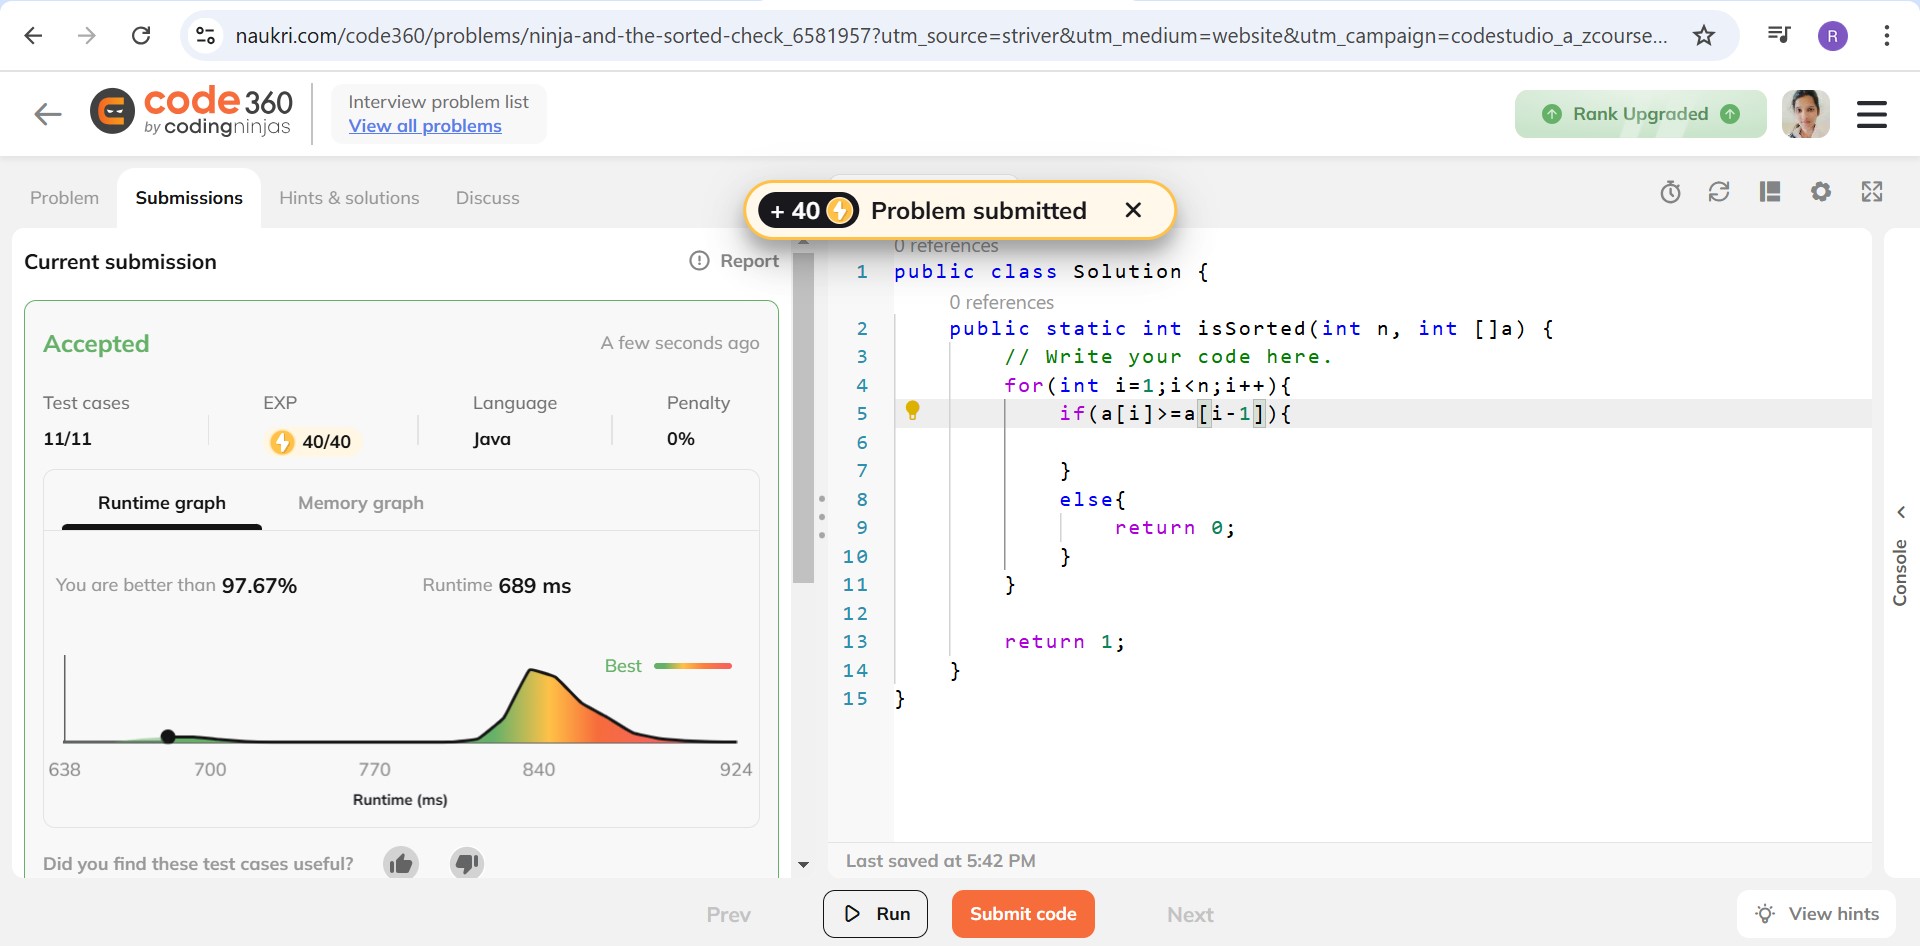 naukri.com/code360/problems/ninja-and-the-sorted-check_6581957?utm_source=striver&utm_medium=website&utm_campaign=codestudio_a_zcourse...
R
code360
by codingninjas
Interview problem list
View all problems
Rank Upgraded
Problem
Submissions
Hints & solutions
Discuss
+ 40
Problem submitted
Current submission
Report
Accepted
A few seconds ago
Test cases
EXP
Language
Penalty
11/11
40/40
Java
0%
Runtime graph
Memory graph
You are better than 97.67%
Runtime 689 ms
Best
638
700
770
840
924
Runtime (ms)
Did you find these test cases useful?
0 references
1 public class Solution {
0 references
2 public static int isSorted(int n, int []a) {
3 // Write your code here.
4 for(int i=1;i<n;i++){
5 if(a[i]>=a[i-1]){
6
7 }
8 else{
9 return 0;
10 }
11 }
12
13 return 1;
14 }
15 }
Console
Last saved at 5:42 PM
Prev
Run
Submit code
Next
View hints